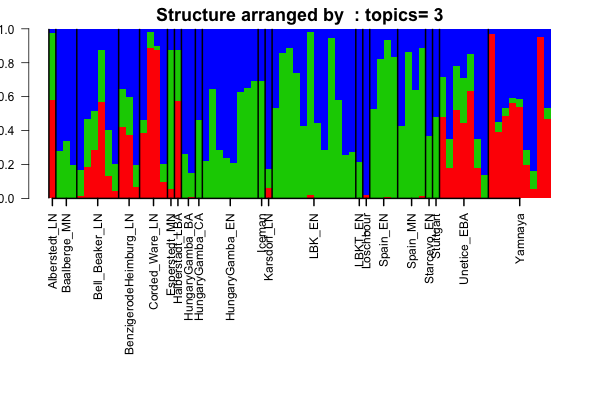 Structure arranged by : topics= 3
1.0
0.8
0.6
0.4
0.2
0.0
Alberstedt_LN
Baalberge_MN
Bell_Beaker_LN
BenzigerodeHeimburg_LN
Corded_Ware_LN
Esperstedt_MN
Halberstadt_LBA
HungaryGamba_BA
HungaryGamba_CA
HungaryGamba_EN
Iceman
Karsdorf_LN
LBK_EN
LBKT_EN
Loschbour
Spain_EN
Spain_MN
Starcevo_EN
Stuttgart
Unetice_EBA
Yamnaya